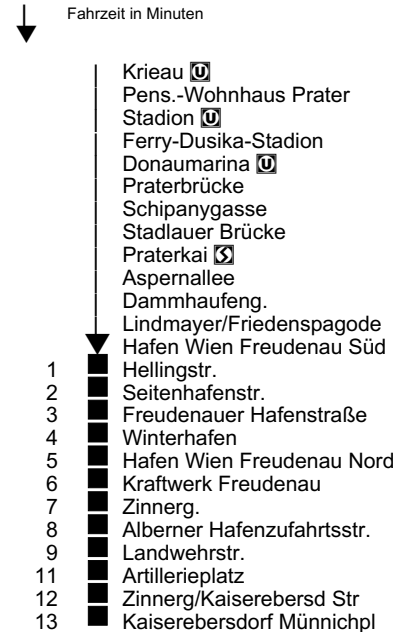 Fahrzeit in Minuten
Krieau U
Pens.-Wohnhaus Prater
Stadion U
Ferry-Dusika-Stadion
Donaumarina U
Praterbrücke
Schipanygasse
Stadlauer Brücke
Praterkai S
Aspernallee
Dammhaufeng.
Lindmayer/Friedenspagode
Hafen Wien Freudenau Süd
1 Hellingstr.
2 Seitenhafenstr.
3 Freudenauer Hafenstraße
4 Winterhafen
5 Hafen Wien Freudenau Nord
6 Kraftwerk Freudenau
7 Zinnerg.
8 Alberner Hafenzufahrtsstr.
9 Landwehrstr.
11 Artillerieplatz
12 Zinnerg/Kaiserebersd Str
13 Kaiserebersdorf Münnichpl